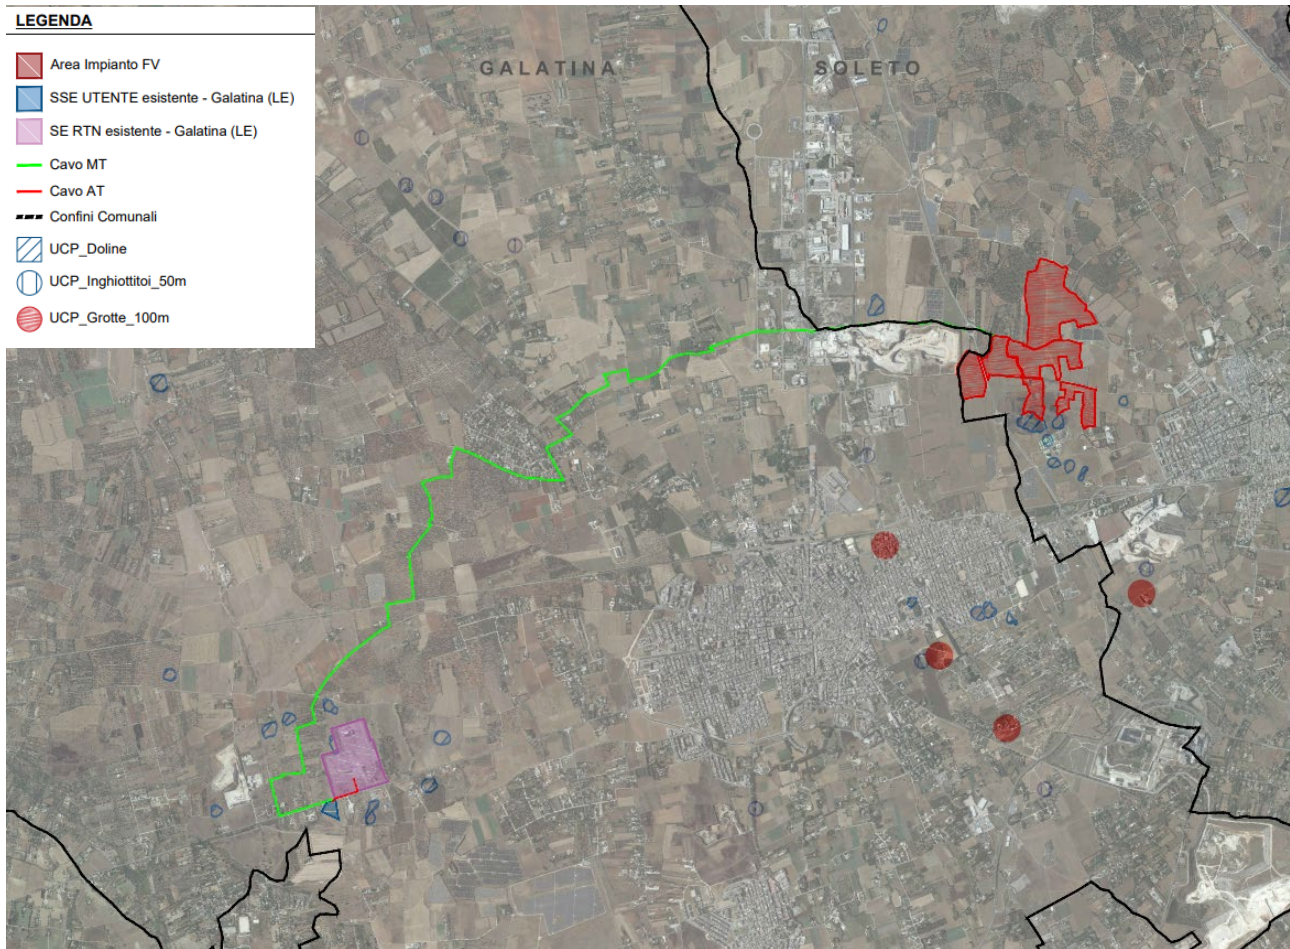 LEGENDA
Area Impianto FV
SSE UTENTE esistente - Galatina (LE)
SE RTN esistente - Galatina (LE)
Cavo MT
Cavo AT
Confini Comunali
UCP_Doline
UCP_Inghiottitoi_50m
UCP_Grotte_100m
GALATINA
SOLETO